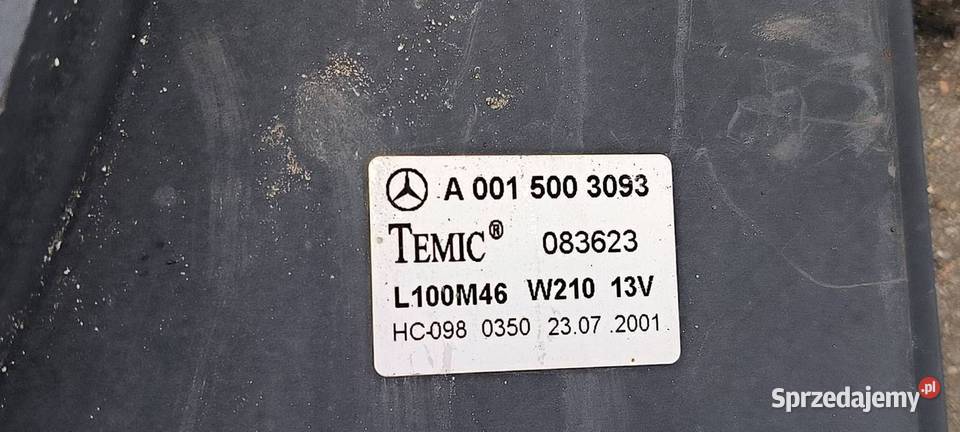 A 001 500 3093
TEMIC® 083623
L100M46 W210 13V
HC-098 0350 23.07.2001
Sprzedajemy.pl